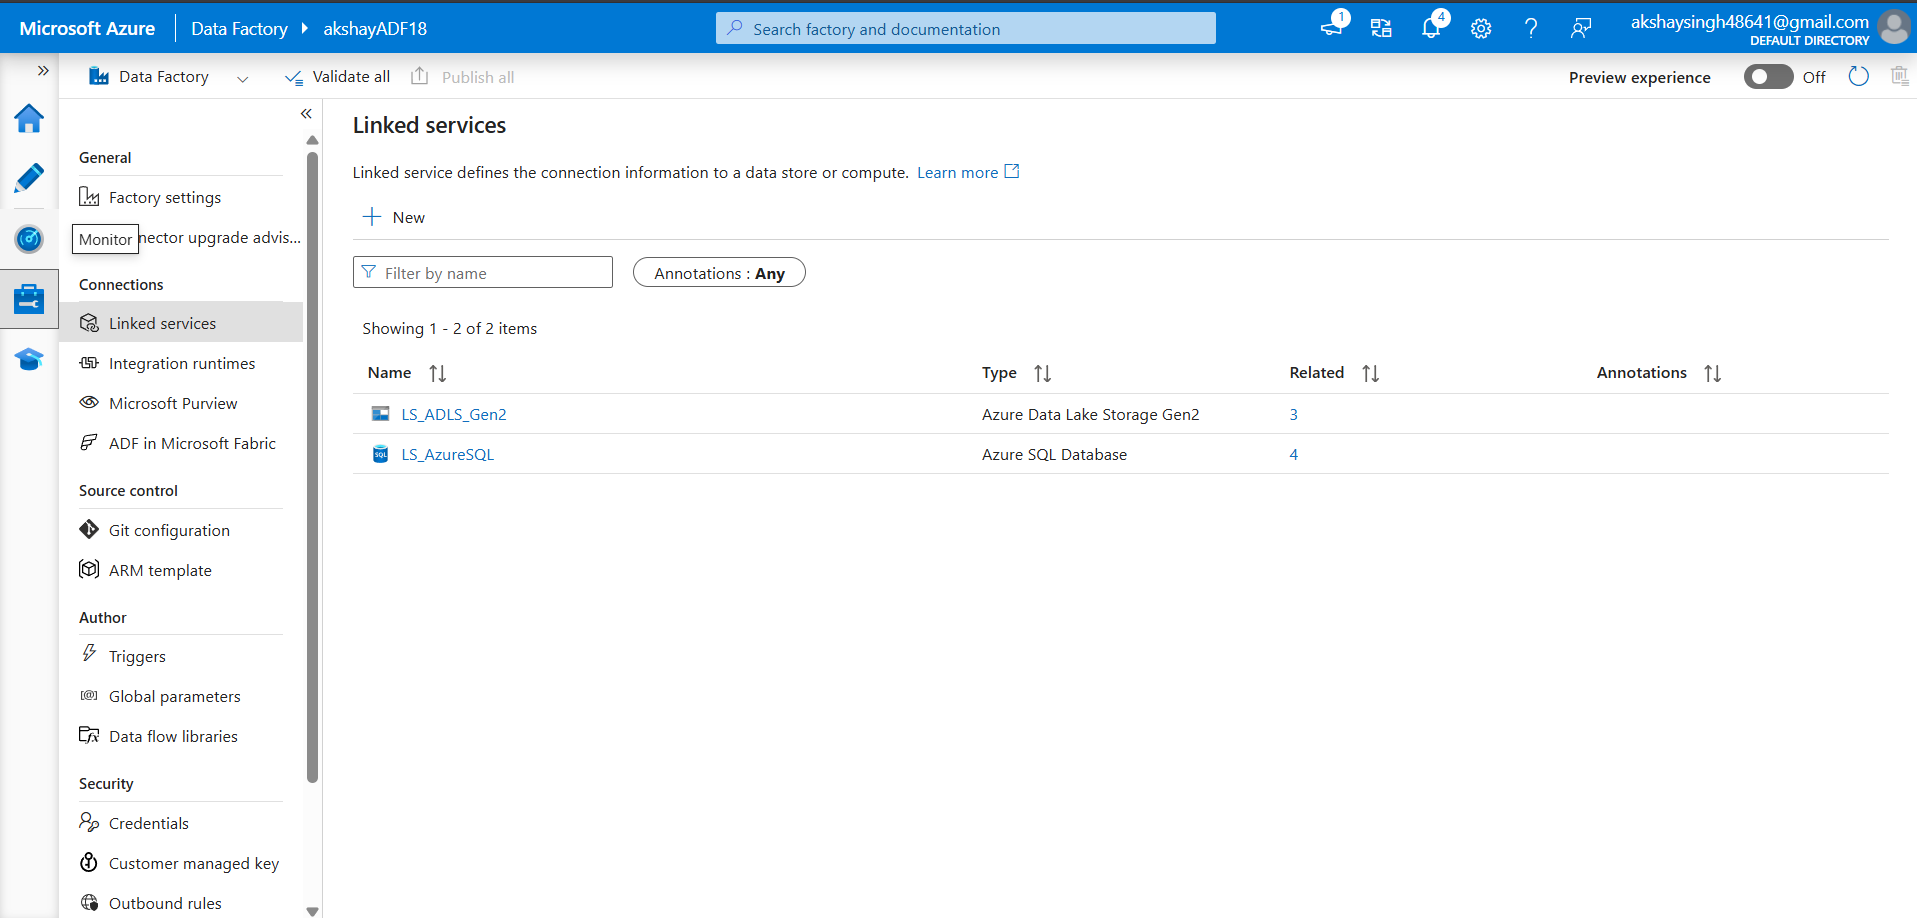 Microsoft Azure
Data Factory
akshayADF18
Search factory and documentation
1
4
akshaysingh48641@gmail.com
DEFAULT DIRECTORY
Data Factory
Validate all
Publish all
Preview experience
Off
General
Factory settings
Monitor
nector upgrade advis...
Connections
Linked services
Integration runtimes
Microsoft Purview
ADF in Microsoft Fabric
Source control
Git configuration
ARM template
Author
Triggers
Global parameters
Data flow libraries
Security
Credentials
Customer managed key
Outbound rules
Linked services
Linked service defines the connection information to a data store or compute. Learn more
New
Filter by name
Annotations : Any
Showing 1 - 2 of 2 items
Name Type Related Annotations
LS_ADLS_Gen2 Azure Data Lake Storage Gen2 3
SQL LS_AzureSQL Azure SQL Database 4